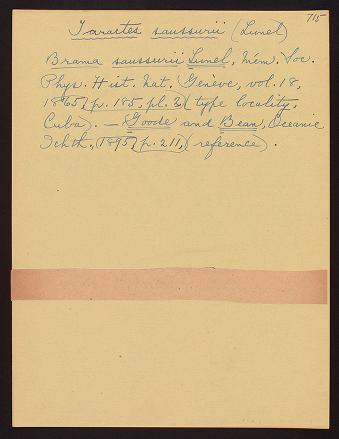 715
Taractes saussurii (Lunel)
Brama saussurii Lunel, Mém. Soc.
Phys. Hist. Nat. Genève, vol. 18,
1865, p. 185, pl. 2, (type locality,
Cuba). — Goode and Bean, Oceanic
Ichth., 1895, p. 211, (reference).